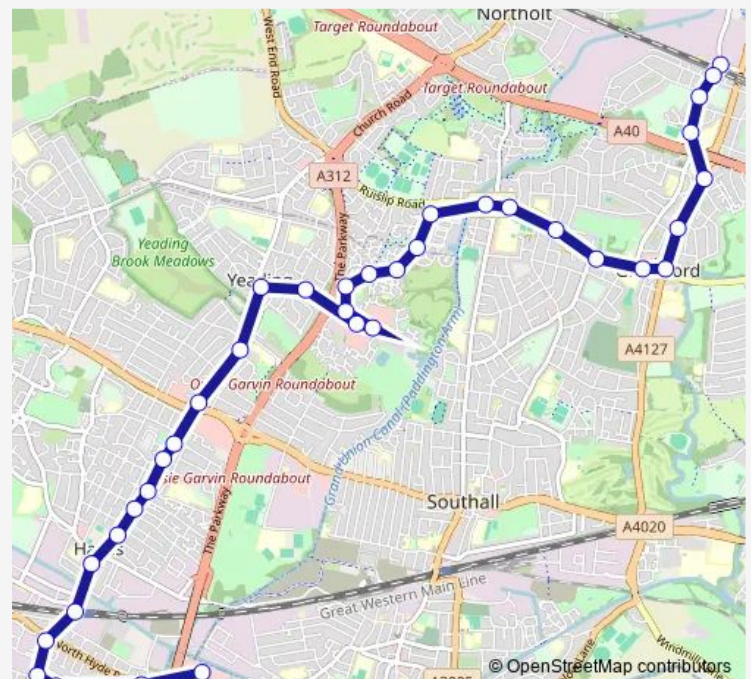 Northolt
Target Roundabout
West End Road
Target Roundabout
Church Road
A40
A312
Ruislip Road
The Parkway
Yeading
Brook Meadows
A4127
Garvin Roundabout
Grand Union Canal (Paddington Arm)
Garvin Roundabout
The Parkway
Southall
A4020
Great Western Main Line
© OpenStreetMap contributors